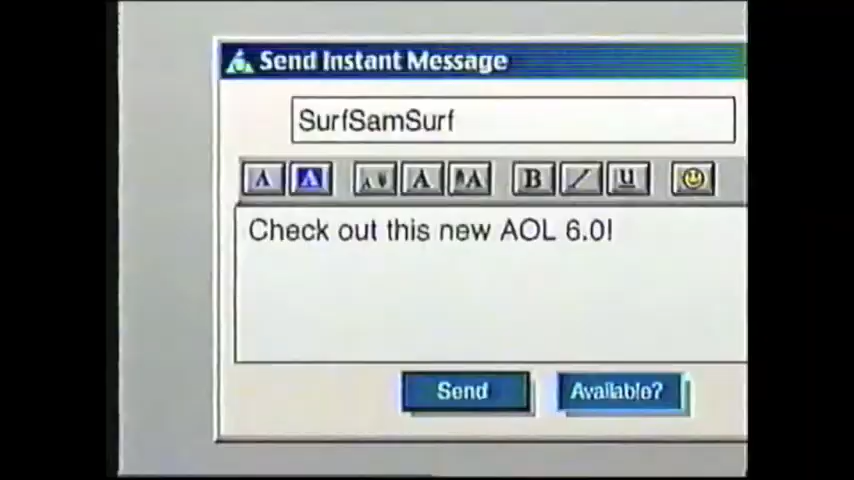 Send Instant Message
SurfSamSurf
A A A A A B / U
Check out this new AOL 6.0!
Send Available?